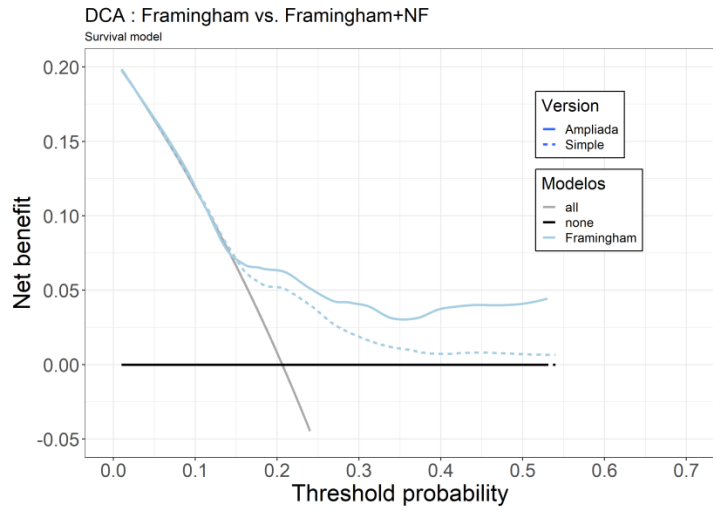 DCA : Framingham vs. Framingham+NF
Survival model
Net benefit
0.20
0.15
0.10
0.05
0.00
-0.05
Version
Ampliada
Simple
Modelos
all
none
Framingham
0.0 0.1 0.2 0.3 0.4 0.5 0.6 0.7
Threshold probability